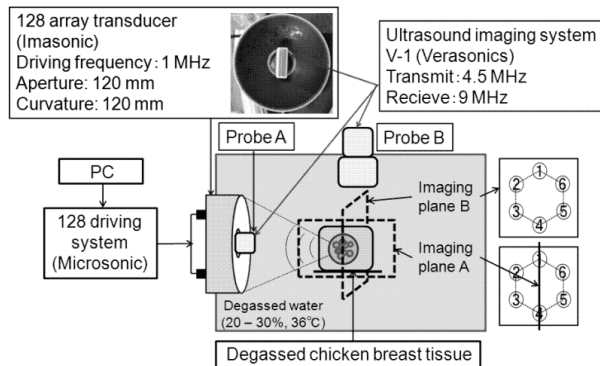 128 array transducer
(Imasonic)
Driving frequency : 1 MHz
Aperture: 120 mm
Curvature: 120 mm
Ultrasound imaging system
V-1 (Verasonics)
Transmit : 4.5 MHz
Recieve : 9 MHz
Probe A
Probe B
PC
128 driving
system
(Microsonic)
Imaging
plane B
Imaging
plane A
1
2
6
3
5
4
2
6
3
5
4
Degassed water
(20 – 30%, 36℃)
Degassed chicken breast tissue